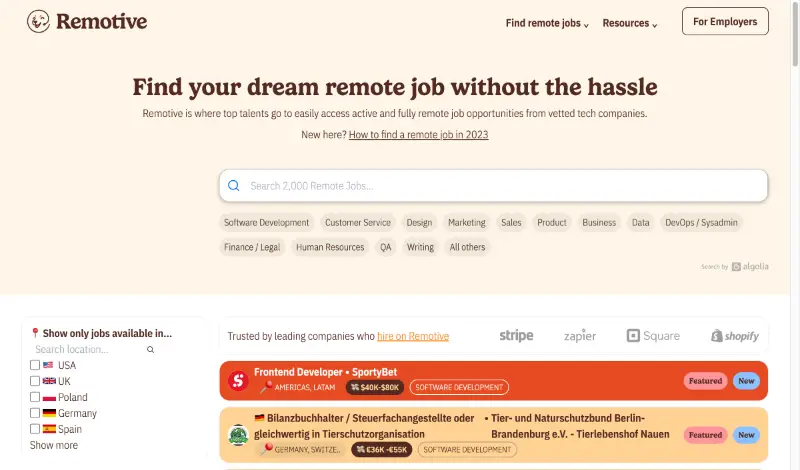 Remotive
Find remote jobs
Resources
For Employers
Find your dream remote job without the hassle
Remotive is where top talents go to easily access active and fully remote job opportunities from vetted tech companies.
New here? How to find a remote job in 2023
Search 2,000 Remote Jobs...
Software Development
Customer Service
Design
Marketing
Sales
Product
Business
Data
DevOps / Sysadmin
Finance / Legal
Human Resources
QA
Writing
All others
Search by algolia
📍 Show only jobs available in...
Search location...
🇺🇸 USA
🇬🇧 UK
🇵🇱 Poland
🇩🇪 Germany
🇪🇸 Spain
Show more
Trusted by leading companies who hire on Remotive
stripe
zapier
Square
shopify
Frontend Developer • SportyBet
AMERICAS, LATAM
💸 $40K-$80K
SOFTWARE DEVELOPMENT
Featured
New
🇩🇪 Bilanzbuchhalter / Steuerfachangestellte oder
gleichwertig in Tierschutzorganisation
• Tier- und Naturschutzbund Berlin-
Brandenburg e.V. - Tierlebenshof Nauen
GERMANY, SWITZE..
💸 €36K -€55K
SOFTWARE DEVELOPMENT
Featured
New